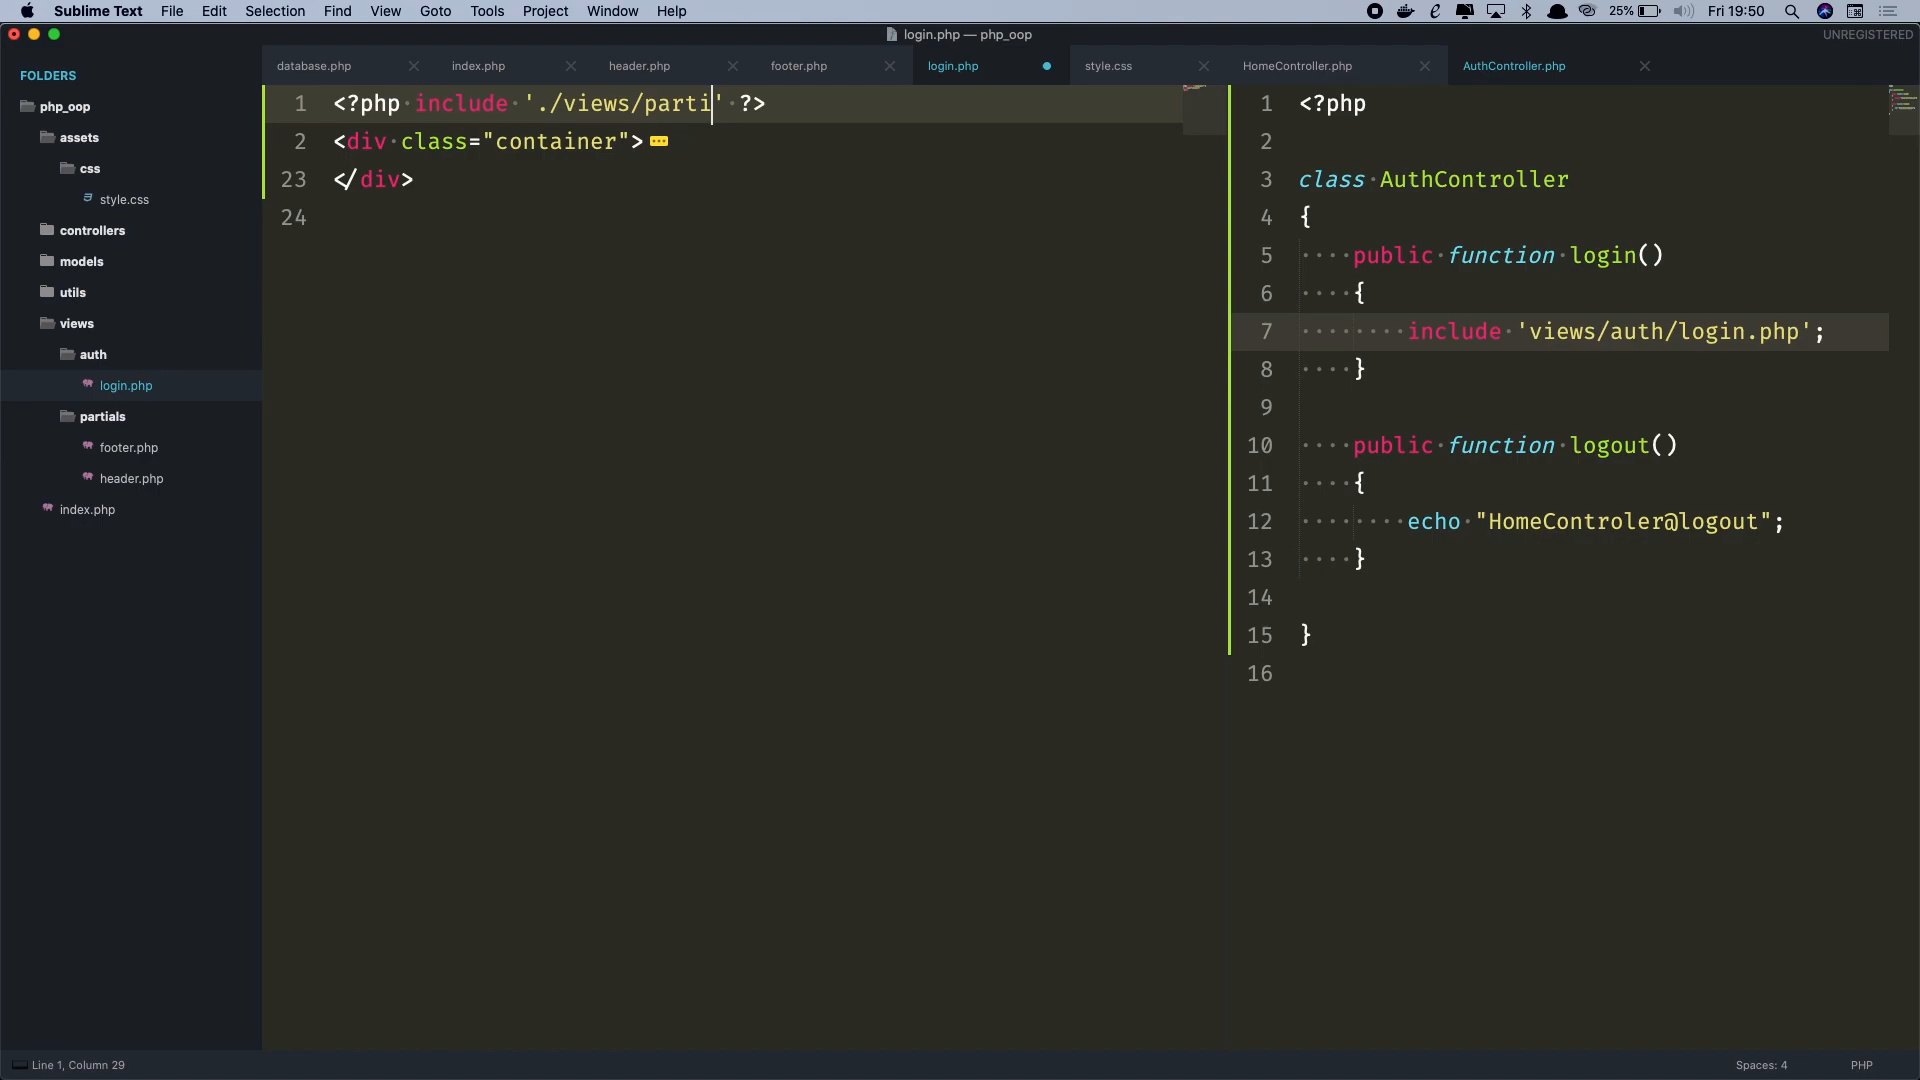 Sublime Text File Edit Selection Find View Goto Tools Project Window Help 25% Fri 19:50
login.php — php_oop UNREGISTERED
FOLDERS
php_oop
assets
css
style.css
controllers
models
utils
views
auth
login.php
partials
footer.php
header.php
index.php
database.php index.php header.php footer.php login.php style.css
1 <?php include './views/parti' ?>
2 <div class="container">
23 </div>
24
HomeController.php AuthController.php
1 <?php
2
3 class AuthController
4 {
5 public function login()
6 {
7 include 'views/auth/login.php';
8 }
9
10 public function logout()
11 {
12 echo "HomeControler@logout";
13 }
14
15 }
16
Line 1, Column 29 Spaces: 4 PHP